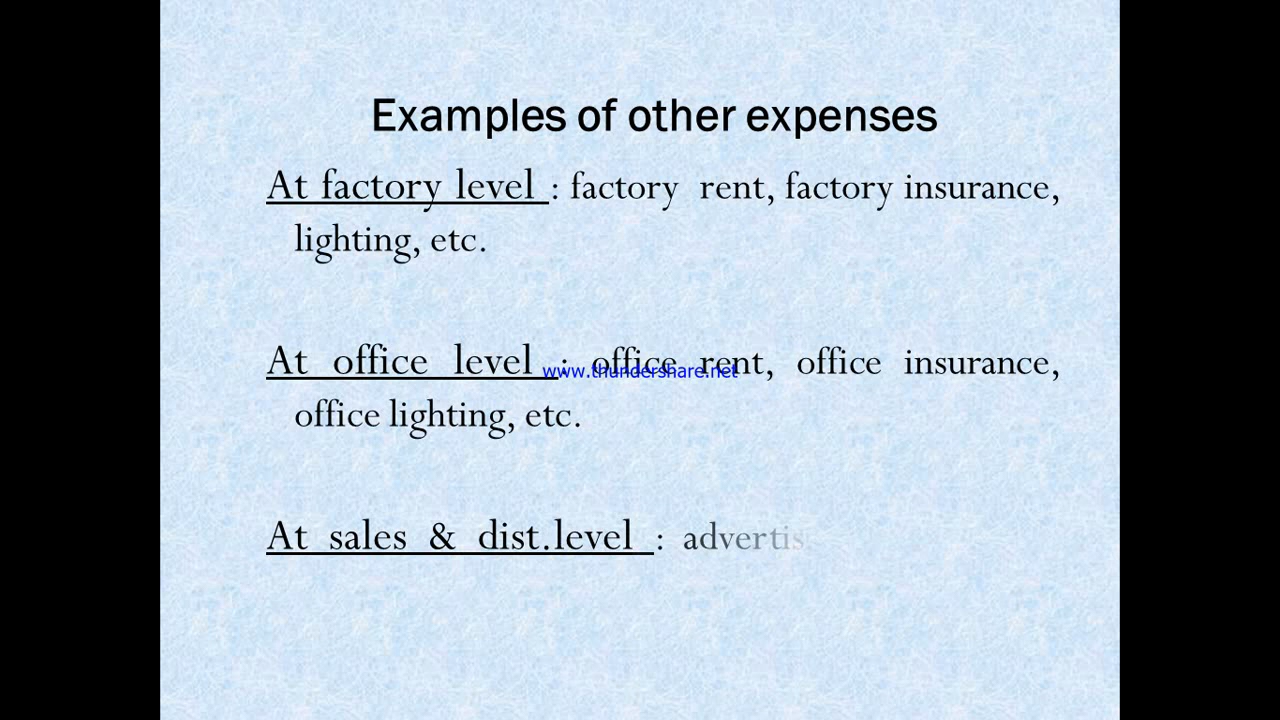 Examples of other expenses
At factory level : factory rent, factory insurance,
lighting, etc.
At office level : office rent, office insurance,
www.thundershare.net
office lighting, etc.
At sales & dist.level : advertis